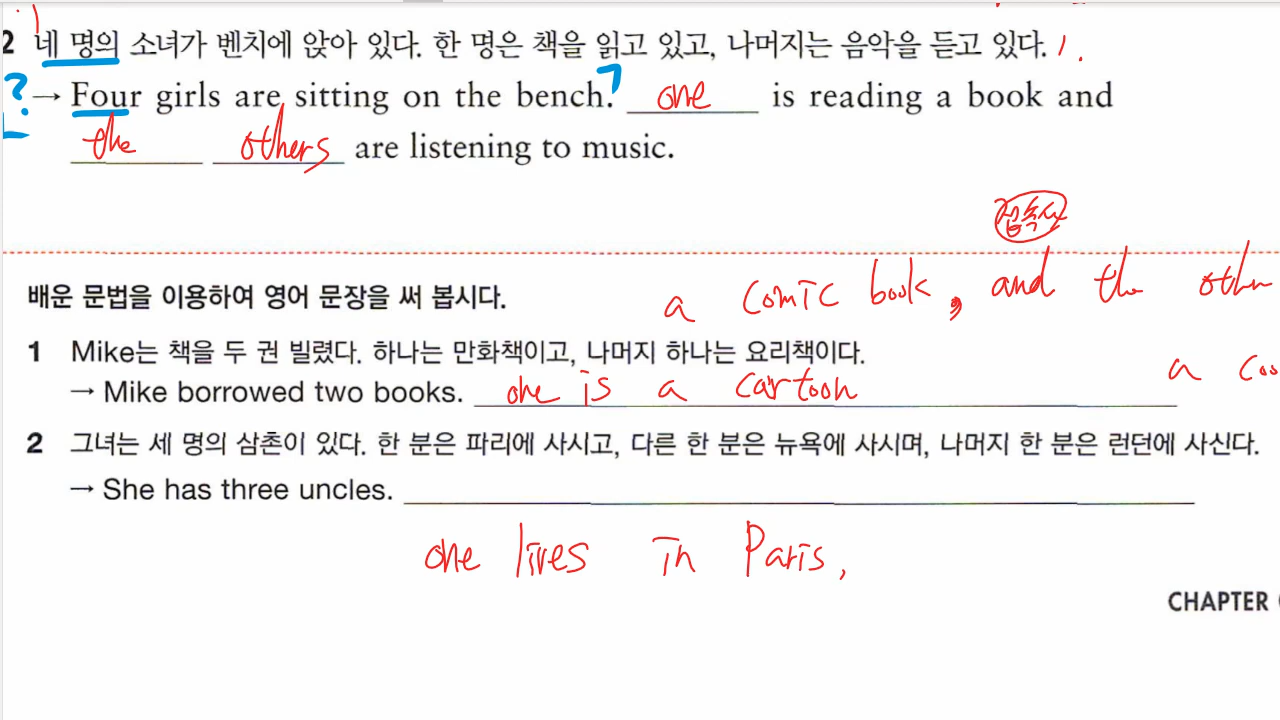 2 네 명의 소녀가 벤치에 앉아 있다. 한 명은 책을 읽고 있고, 나머지는 음악을 듣고 있다.
? → Four girls are sitting on the bench. one is reading a book and
the others are listening to music.
접속사
a comic book, and the other
배운 문법을 이용하여 영어 문장을 써 봅시다.
1 Mike는 책을 두 권 빌렸다. 하나는 만화책이고, 나머지 하나는 요리책이다.
a coo
→ Mike borrowed two books. one is a cartoon
2 그녀는 세 명의 삼촌이 있다. 한 분은 파리에 사시고, 다른 한 분은 뉴욕에 사시며, 나머지 한 분은 런던에 사신다.
→ She has three uncles.
one lives in Paris,
CHAPTER